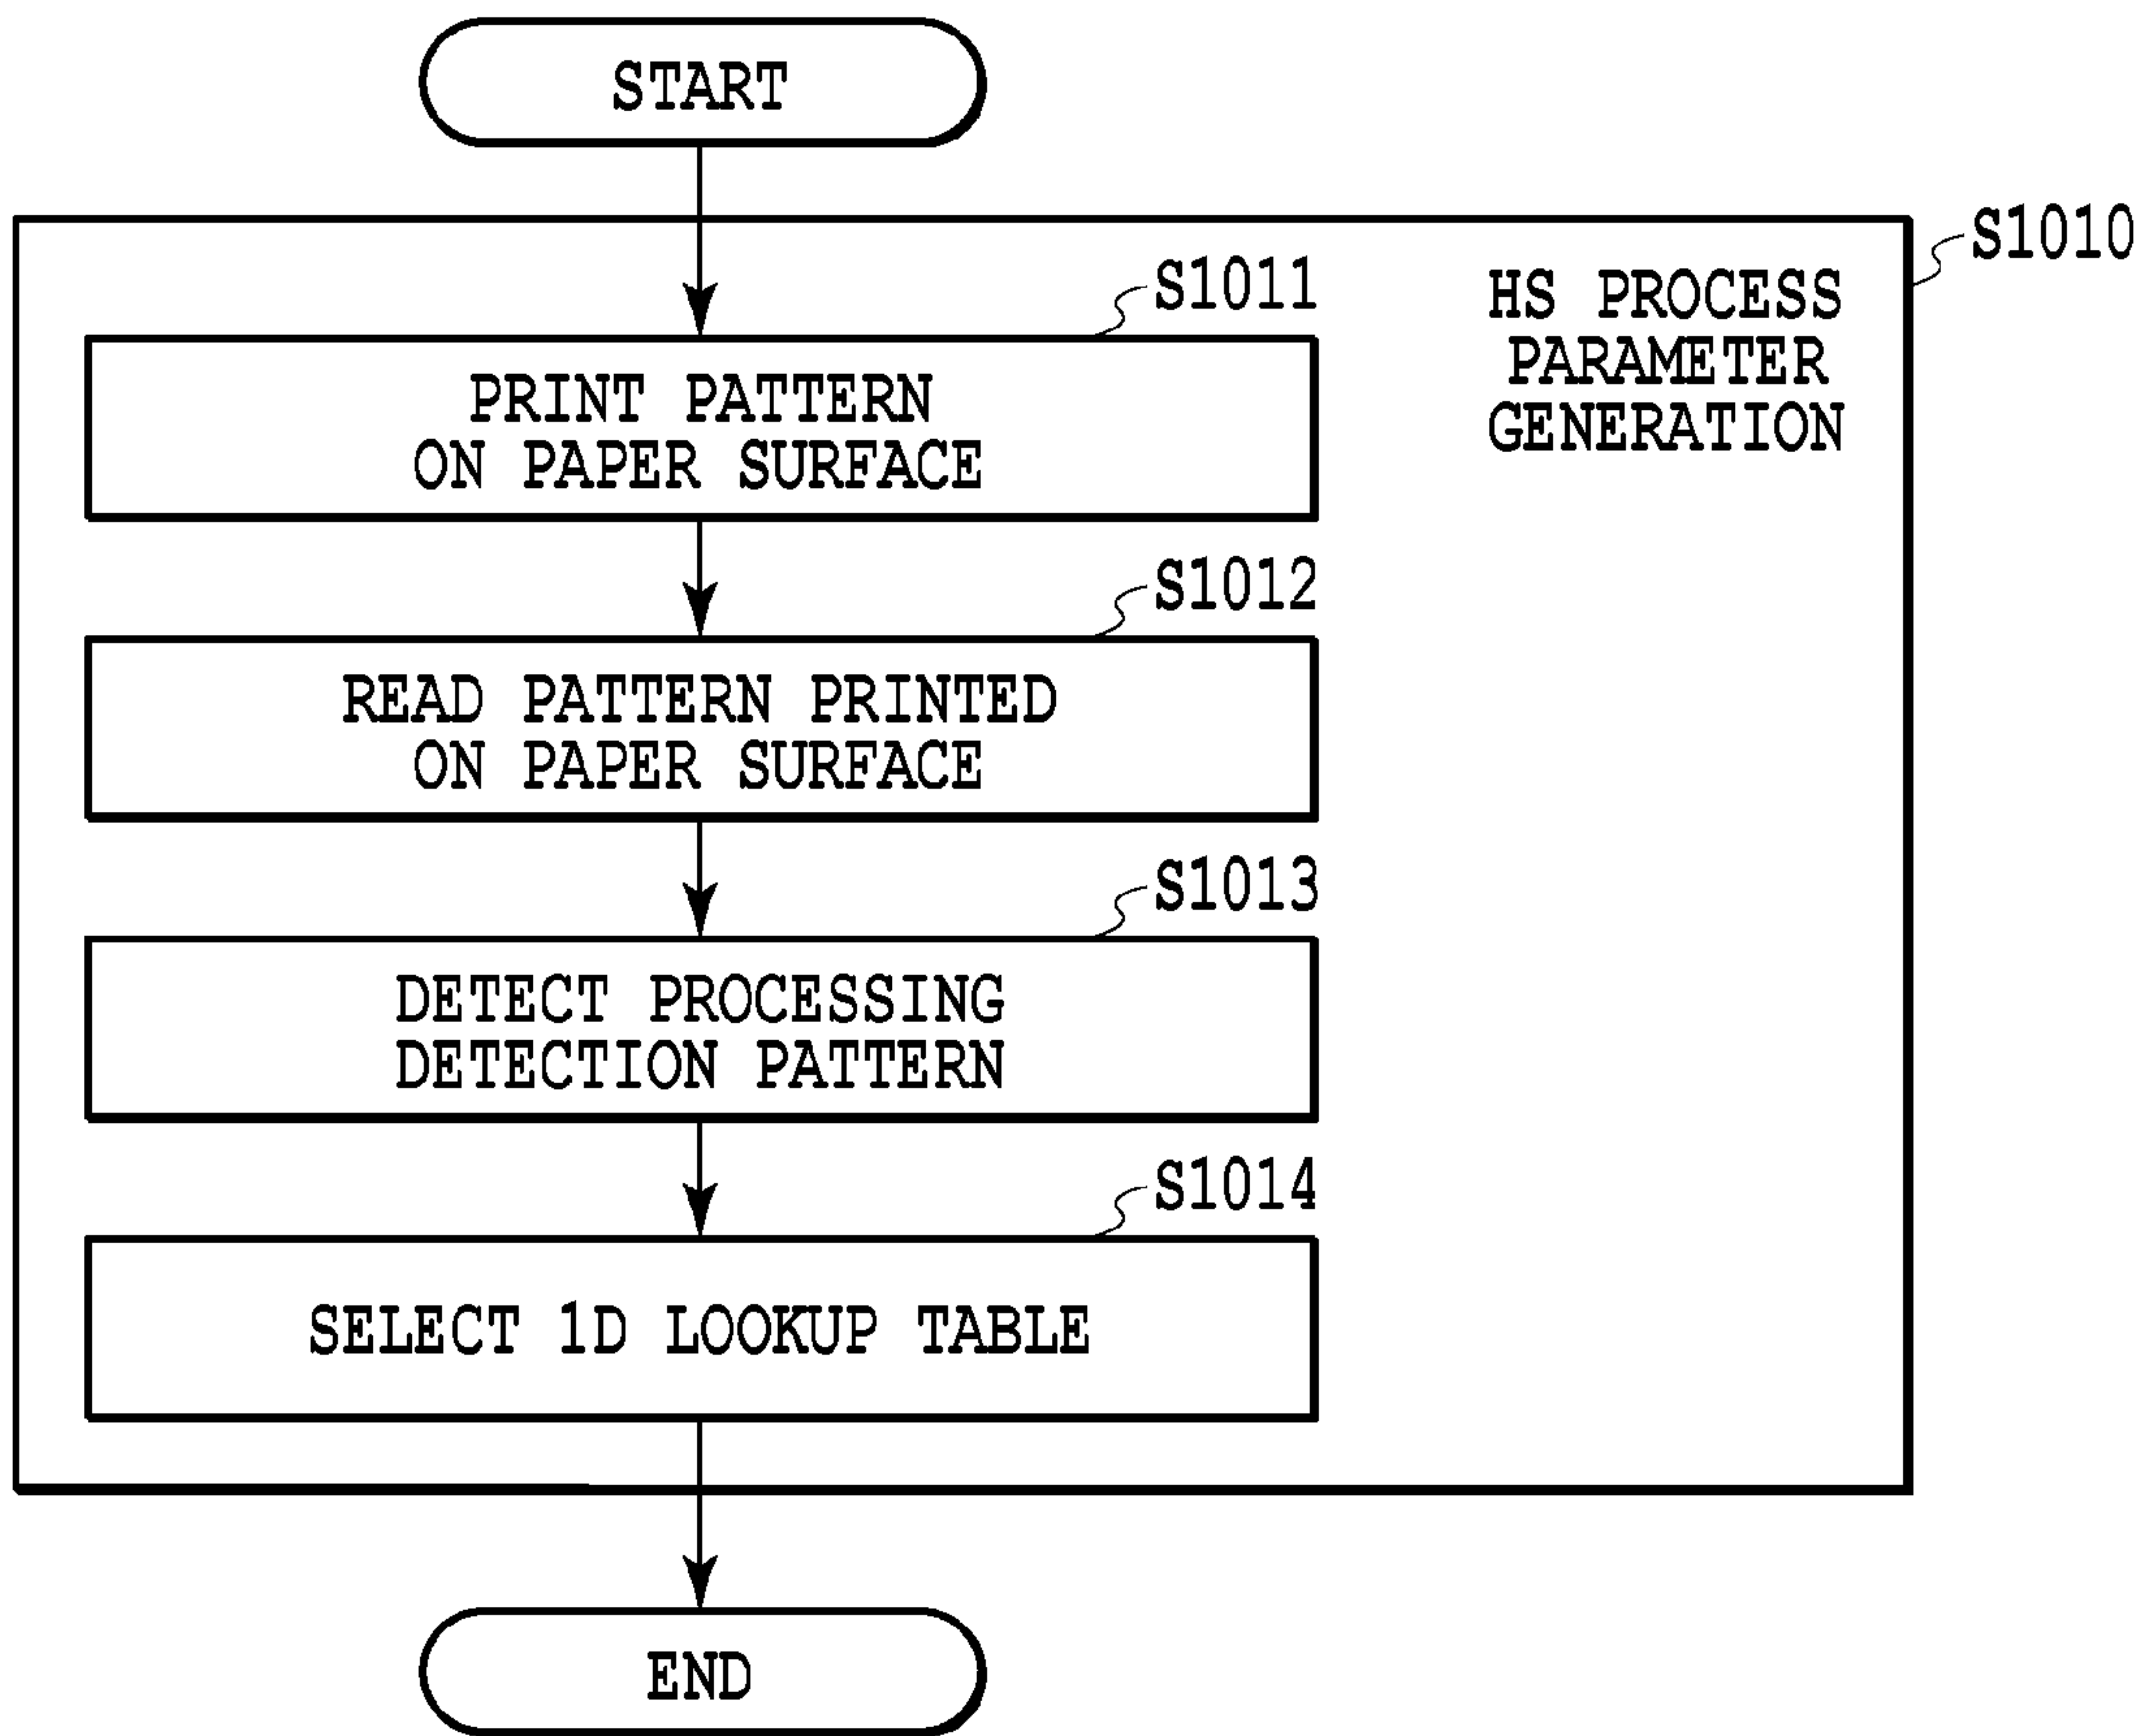 START
S1010
HS PROCESS
PARAMETER
GENERATION
S1011
PRINT PATTERN
ON PAPER SURFACE
S1012
READ PATTERN PRINTED
ON PAPER SURFACE
S1013
DETECT PROCESSING
DETECTION PATTERN
S1014
SELECT 1D LOOKUP TABLE
END